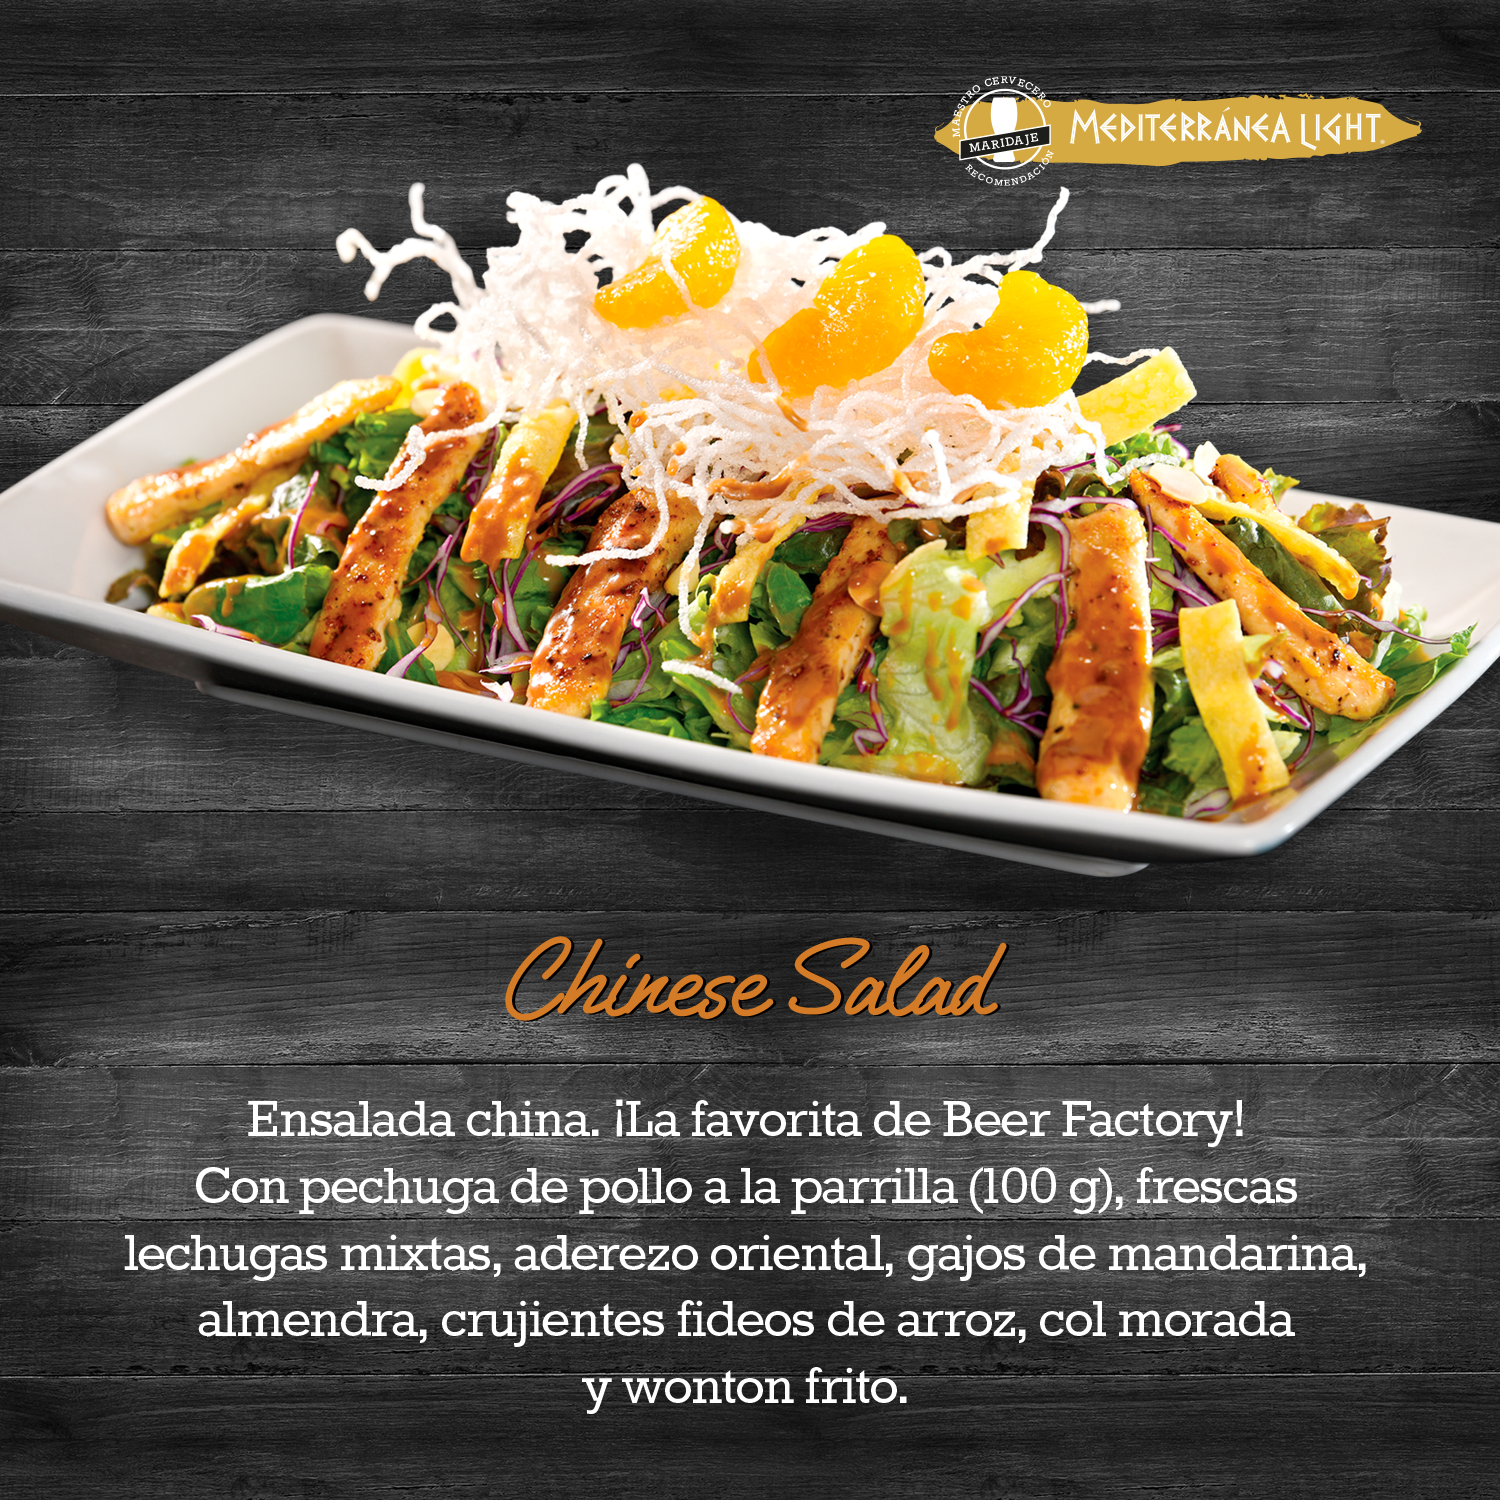 MAESTRO CERVECERO
MARIDAJE
RECOMENDACIÓN
MEDITERRÁNEA LIGHT
Chinese Salad
Ensalada china. ¡La favorita de Beer Factory!
Con pechuga de pollo a la parrilla (100 g), frescas
lechugas mixtas, aderezo oriental, gajos de mandarina,
almendra, crujientes fideos de arroz, col morada
y wonton frito.